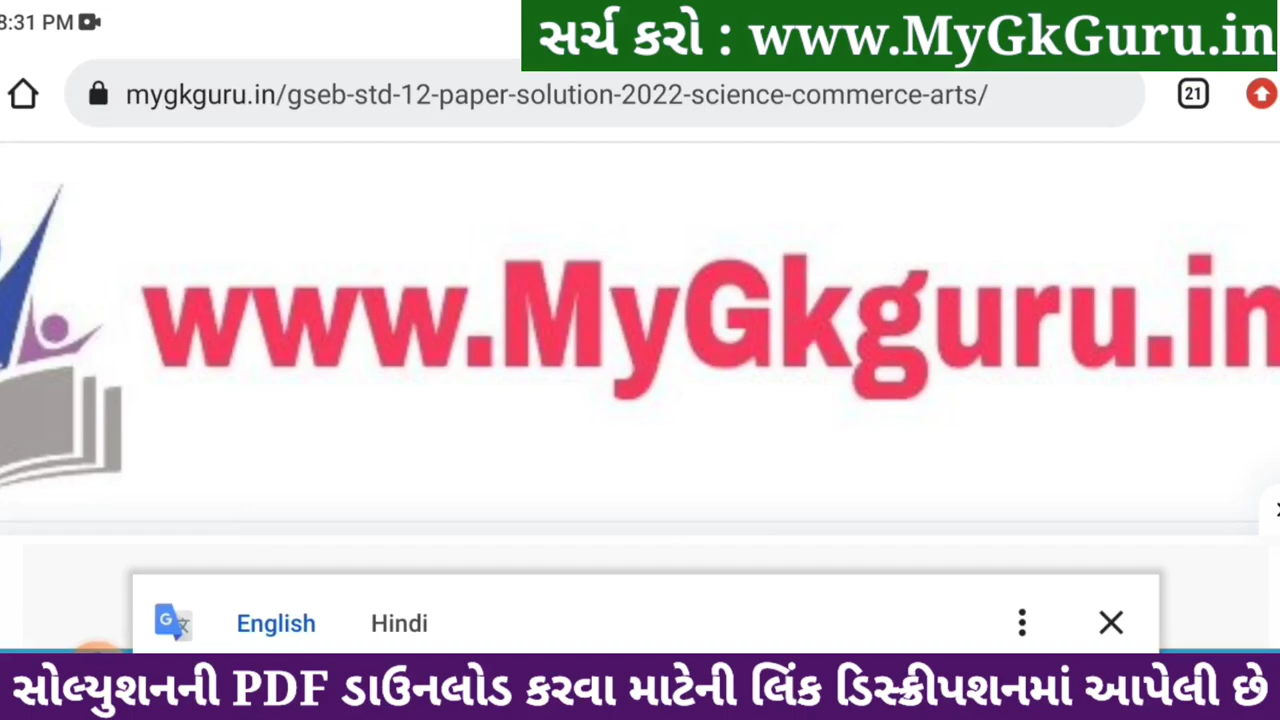 8:31 PM
સર્ચ કરો : www.MyGkGuru.in
mygkguru.in/gseb-std-12-paper-solution-2022-science-commerce-arts/
21
www.MyGkguru.in
English Hindi
સોલ્યુશનની PDF ડાઉનલોડ કરવા માટેની લિંક ડિસ્ક્રીપશનમાં આપેલી છે